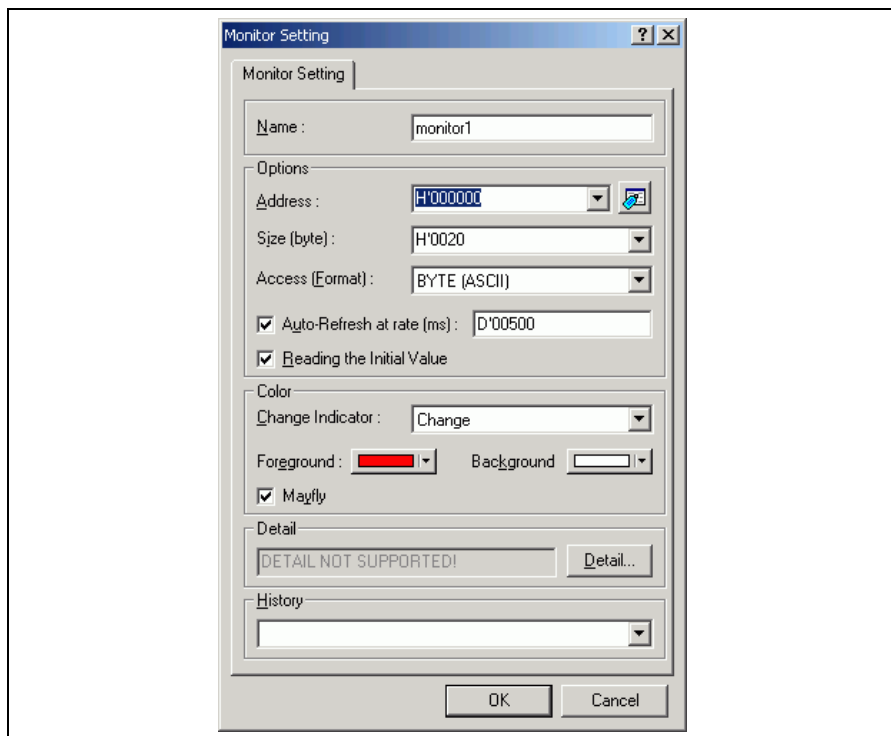 Monitor Setting
Monitor Setting
Name : monitor1
Options
Address : H'000000
Size (byte) : H'0020
Access (Format) : BYTE (ASCII)
Auto-Refresh at rate (ms) : D'00500
Reading the Initial Value
Color
Change Indicator : Change
Foreground : Background
Mayfly
Detail
DETAIL NOT SUPPORTED! Detail...
History
OK Cancel